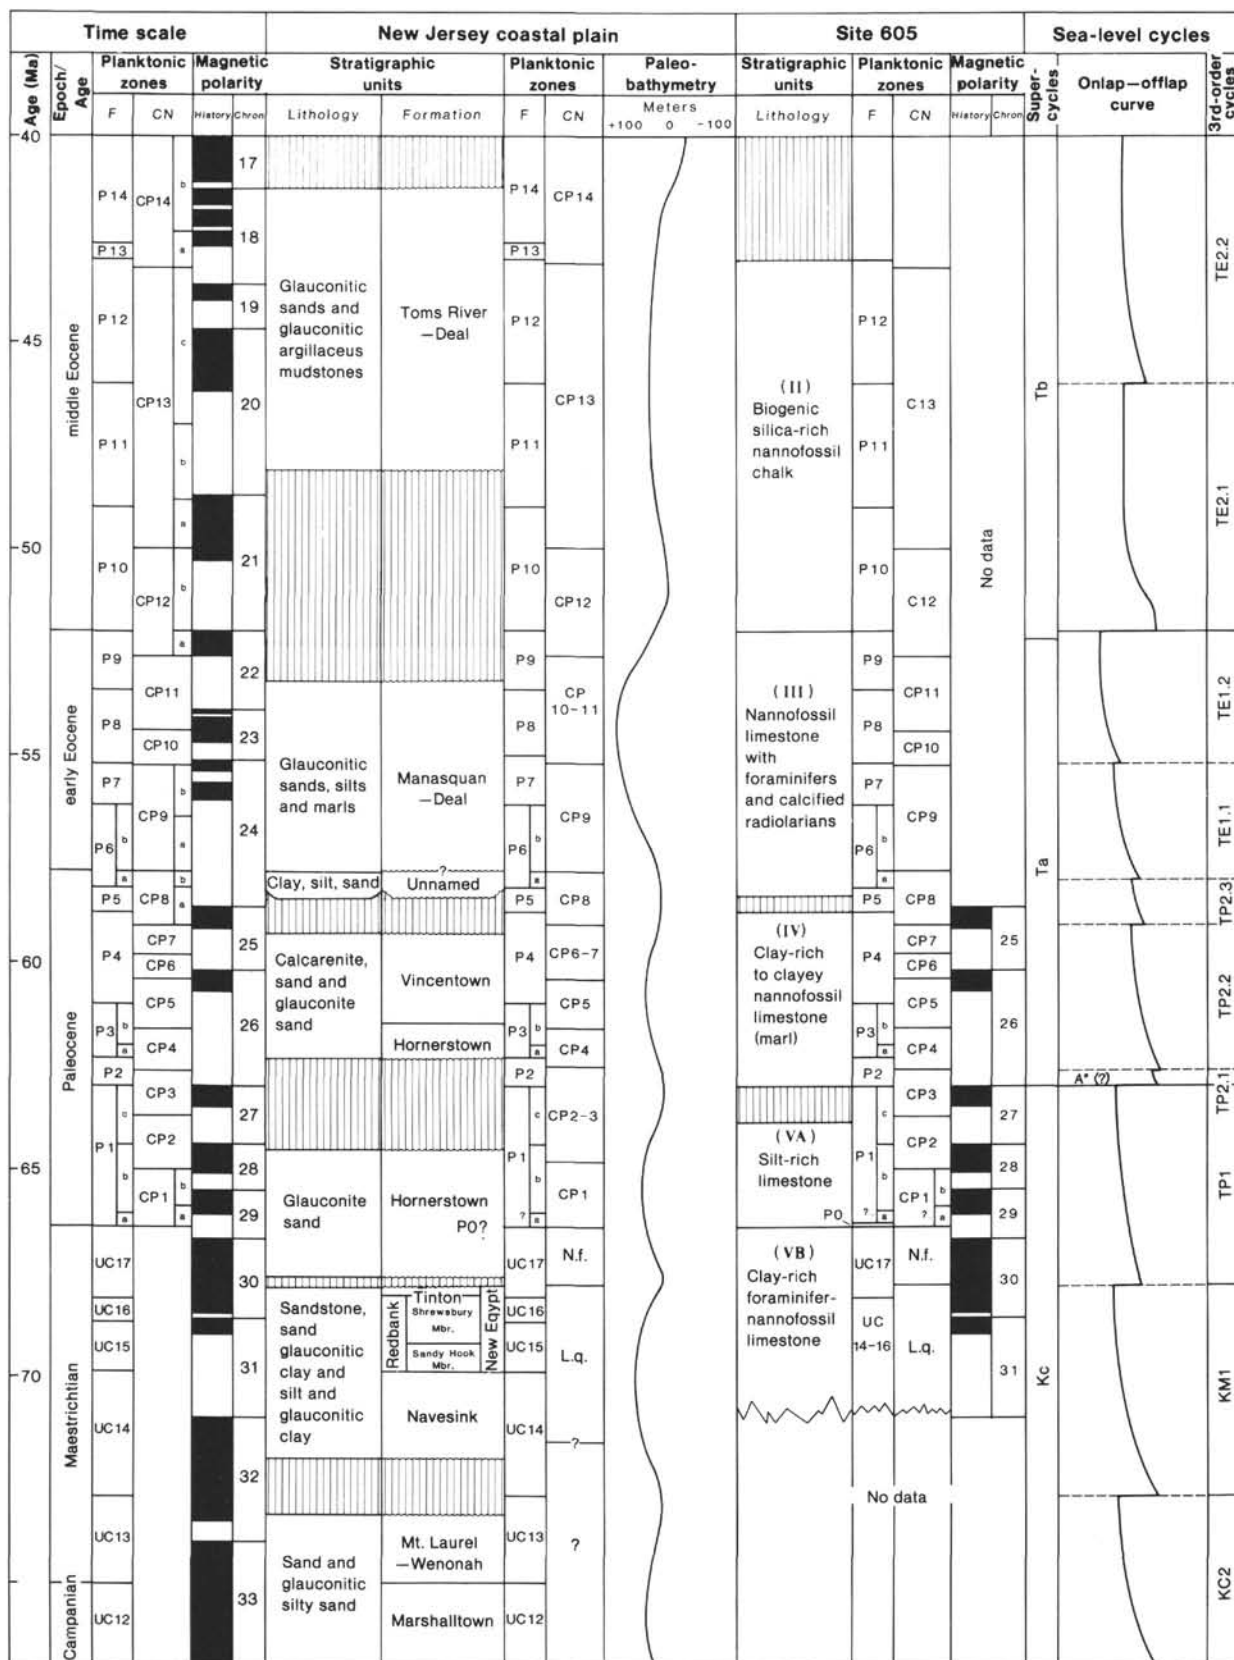 Time scale
New Jersey coastal plain
Site 605
Sea-level cycles
Age (Ma)
Epoch/
Age
Planktonic
zones
F
CN
Magnetic
polarity
History
Chron
Stratigraphic
units
Lithology
Formation
Planktonic
zones
F
CN
Paleo-
bathymetry
Meters
+100 0 -100
Stratigraphic
units
Lithology
Planktonic
zones
F
CN
Magnetic
polarity
History
Chron
Super-
cycles
Onlap—offlap
curve
3rd-order
cycles
40
45
50
55
60
65
70
middle Eocene
early Eocene
Paleocene
Maestrichtian
Campanian
P14
P13
P12
P11
P10
P9
P8
P7
P6
b
a
P5
P4
P3
b
a
P2
P1
c
b
a
UC17
UC16
UC15
UC14
UC13
UC12
CP14
b
a
CP13
c
b
a
CP12
b
a
CP11
CP10
CP9
b
a
CP8
b
a
CP7
CP6
CP5
CP4
CP3
CP2
CP1
b
a
17
18
19
20
21
22
23
24
25
26
27
28
29
30
31
32
33
Glauconitic
sands and
glauconitic
argillaceus
mudstones
Glauconitic
sands, silts
and marls
Clay, silt, sand
Calcarenite,
sand and
glauconite
sand
Glauconite
sand
Sandstone,
sand
glauconitic
clay and
silt and
glauconitic
clay
Sand and
glauconitic
silty sand
Toms River
—Deal
Manasquan
—Deal
?
Unnamed
Vincentown
Hornerstown
Hornerstown
P0?
Redbank
Tinton
Shrewsbury
Mbr.
Sandy Hook
Mbr.
New Eqypt
Navesink
Mt. Laurel
—Wenonah
Marshalltown
P14
P13
P12
P11
P10
P9
P8
P7
P6
b
a
P5
P4
P3
b
a
P2
P1
c
b
?
a
UC17
UC16
UC15
UC14
UC13
UC12
CP14
CP13
CP12
CP
10-11
CP9
CP8
CP6-7
CP5
CP4
CP2-3
CP1
N.f.
L.q.
?
?
(II)
Biogenic
silica-rich
nannofossil
chalk
(III)
Nannofossil
limestone
with
foraminifers
and calcified
radiolarians
(IV)
Clay-rich
to clayey
nannofossil
limestone
(marl)
(VA)
Silt-rich
limestone
P0
(VB)
Clay-rich
foraminifer-
nannofossil
limestone
P12
P11
P10
P9
P8
P7
P6
b
a
P5
P4
P3
b
a
P2
P1
c
b
?
a
UC17
UC
14-16
C13
C12
CP11
CP10
CP9
CP8
CP7
CP6
CP5
CP4
CP3
CP2
CP1
?
b
a
N.f.
L.q.
No data
No data
25
26
27
28
29
30
31
Tb
Ta
Kc
A* (?)
TE2.2
TE2.1
TE1.2
TE1.1
TP2.3
TP2.2
TP2.1
TP1
KM1
KC2